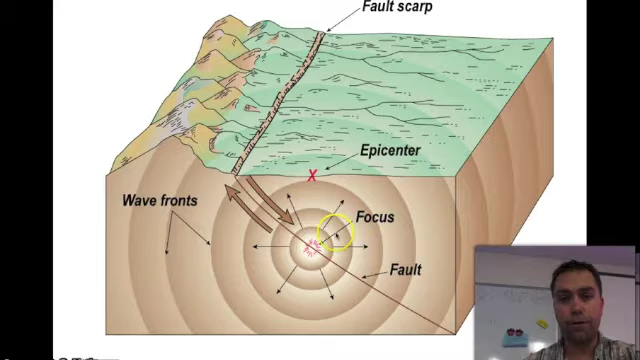 Fault scarp
Epicenter
Wave fronts
Focus
Fault